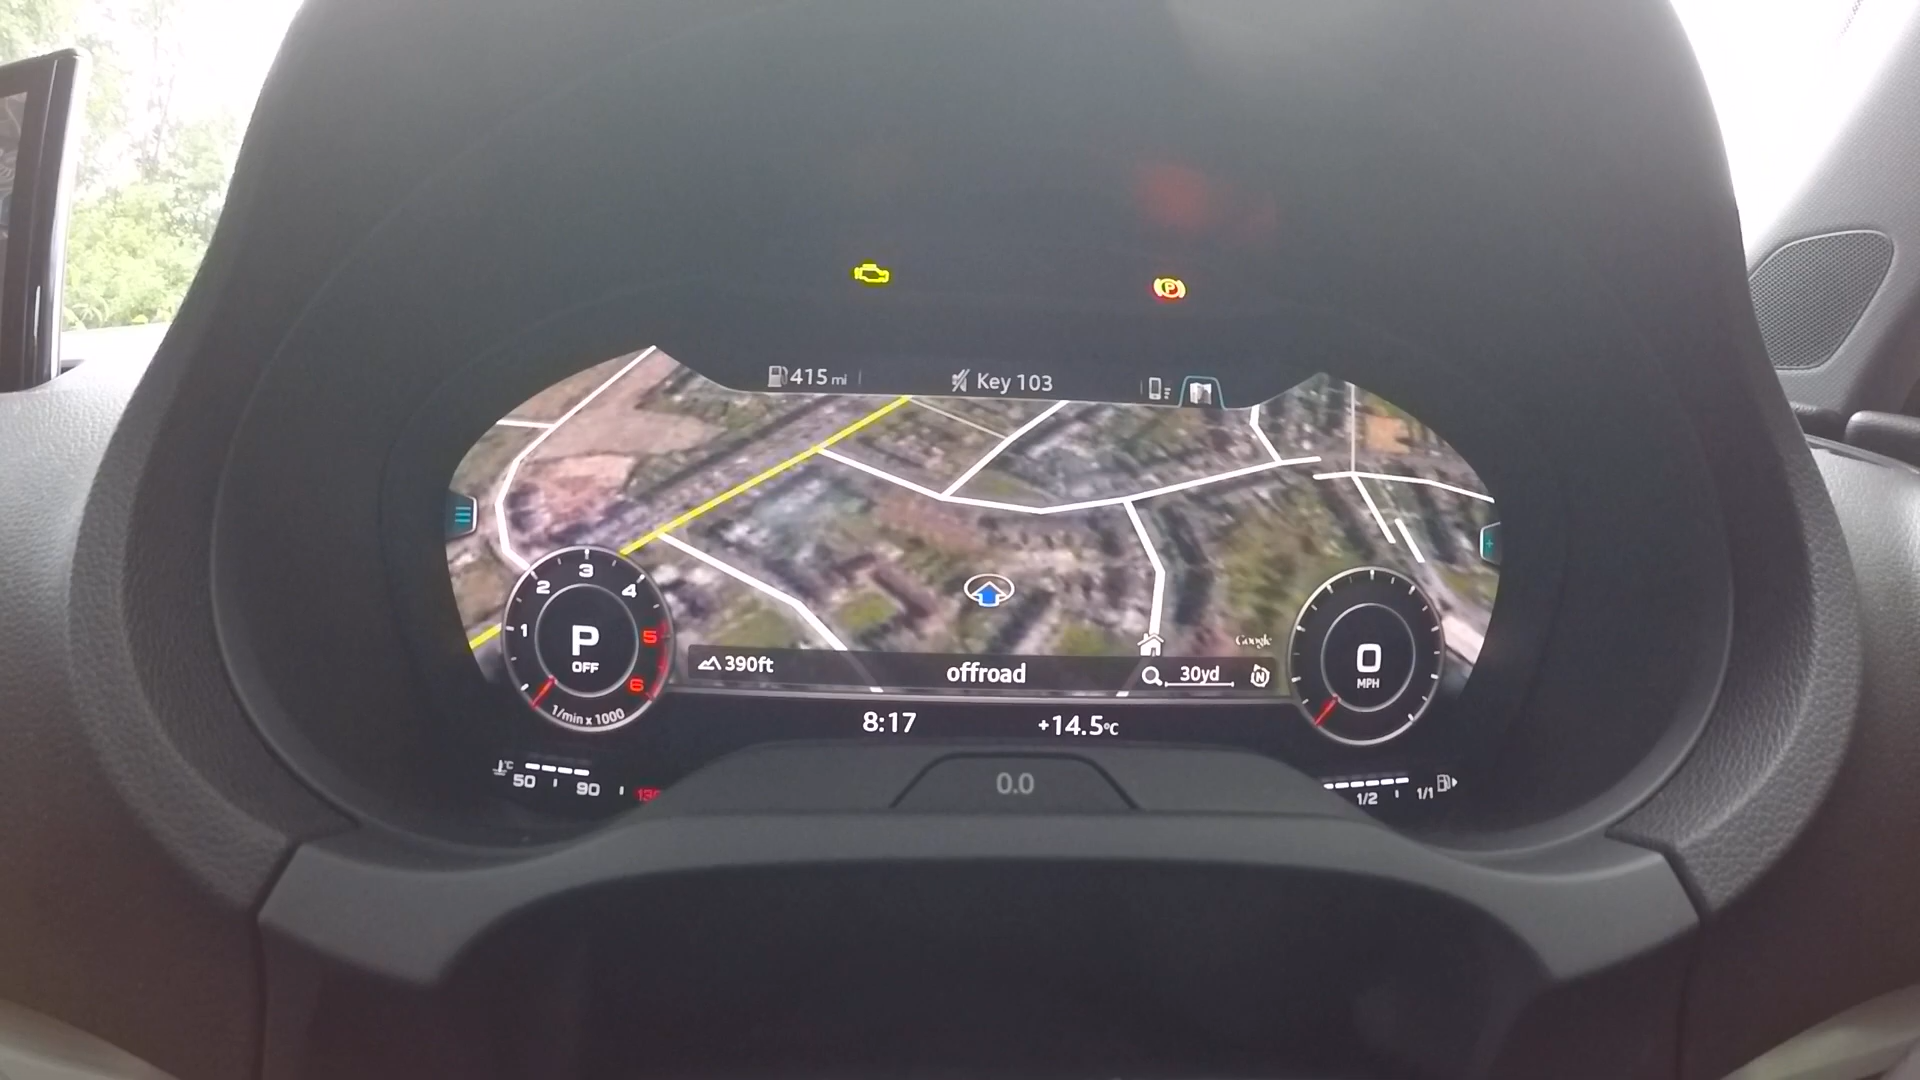 P
415 mi
Key 103
1 2 3 4 5 6
P
OFF
1/min x 1000
390ft
offroad
30yd
N
Google
0
MPH
8:17
+14.5°C
°C
50 90 130
0.0
1/2 1/1